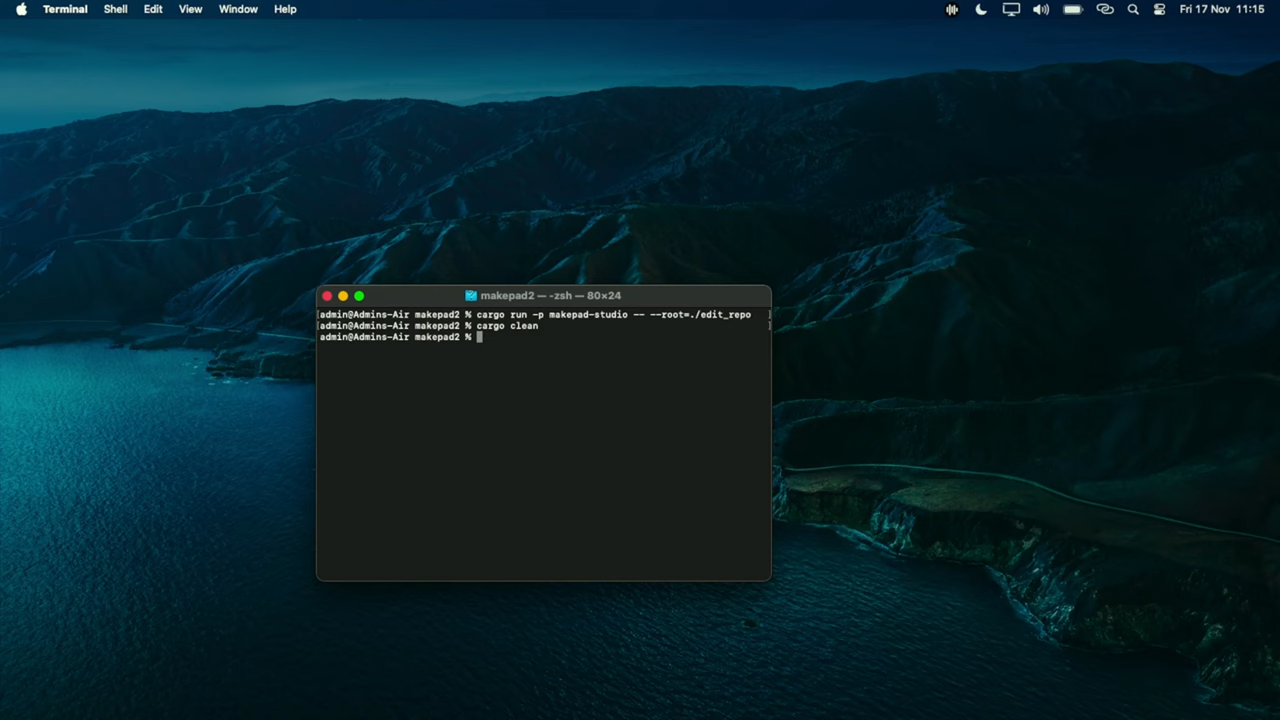 Terminal Shell Edit View Window Help Fri 17 Nov 11:15
makepad2 — -zsh — 80×24
[admin@Admins-Air makepad2 % cargo run -p makepad-studio -- --root=./edit_repo ]
[admin@Admins-Air makepad2 % cargo clean ]
admin@Admins-Air makepad2 %